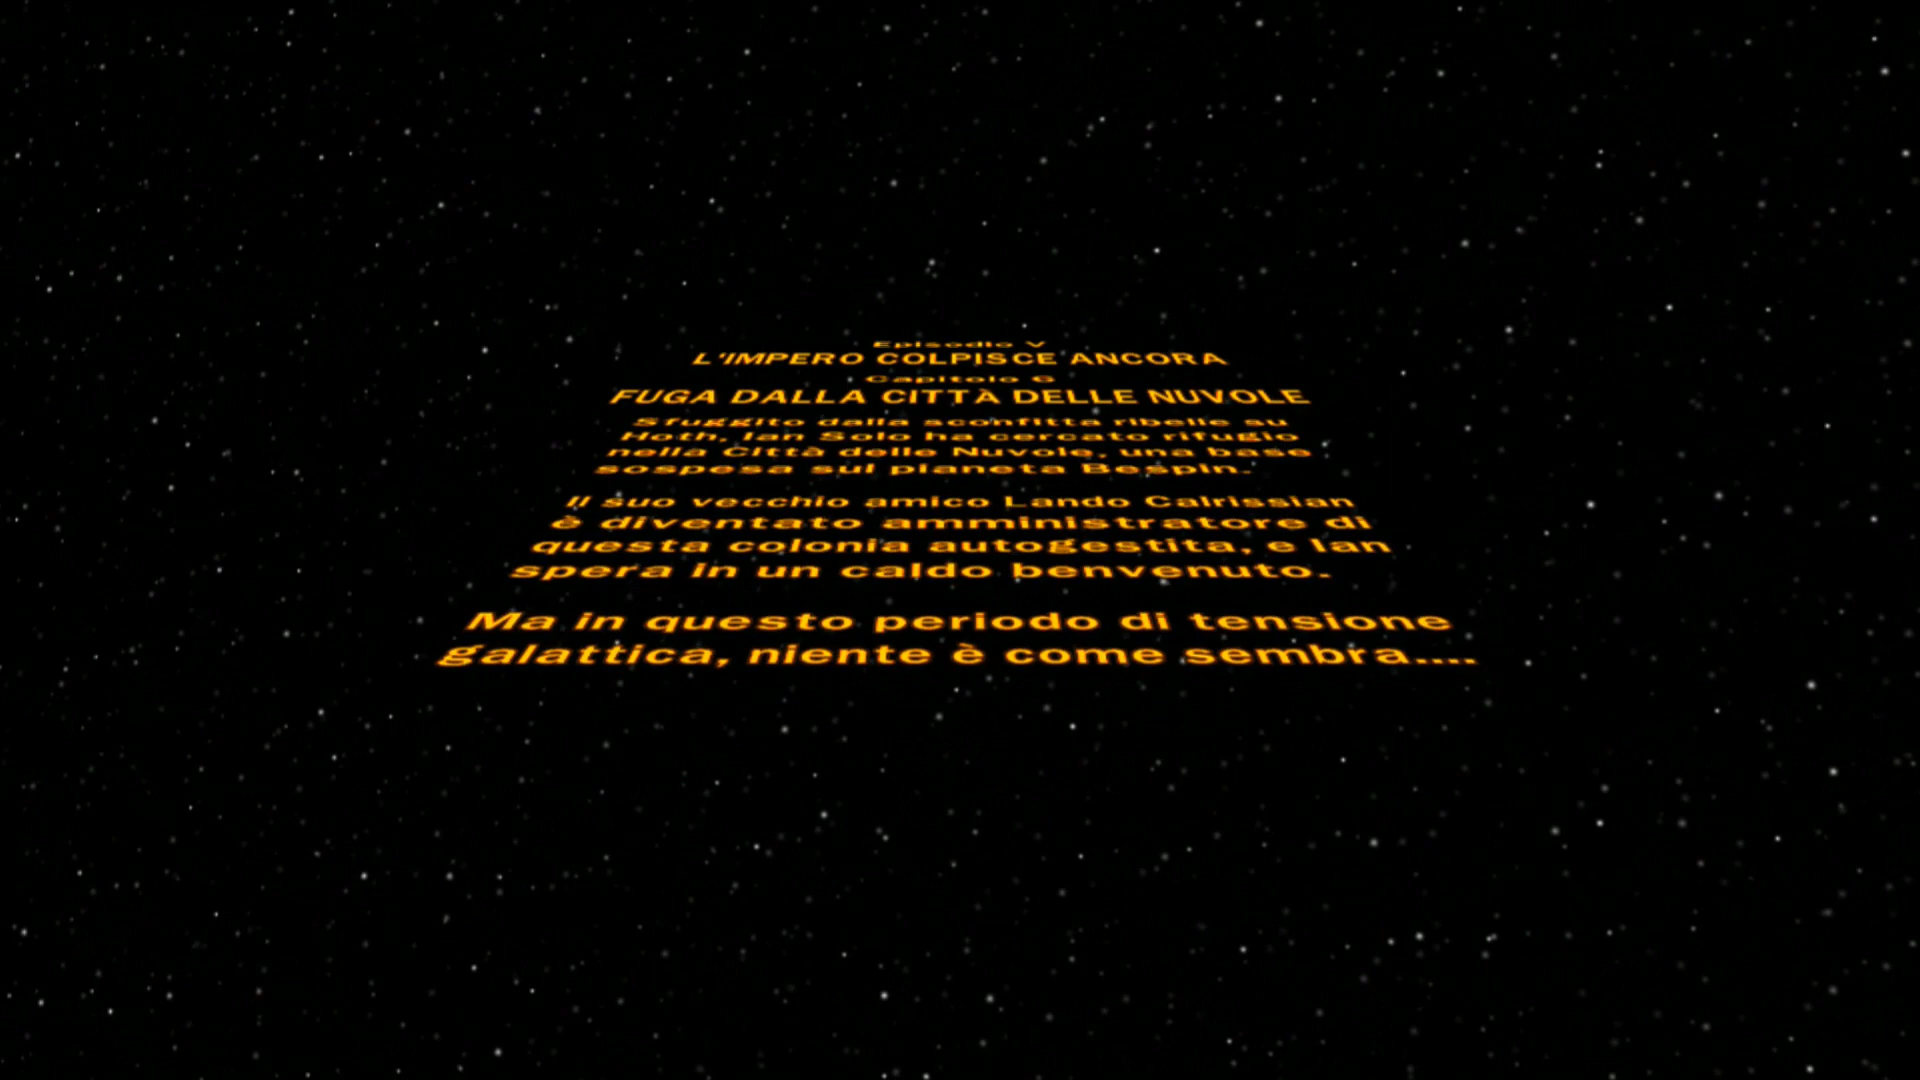 Episodio V
L'IMPERO COLPISCE ANCORA
Capitolo 6
FUGA DALLA CITTÀ DELLE NUVOLE
Sfuggito dalla sconfitta ribelle su
Hoth, Ian Solo ha cercato rifugio
nella Città delle Nuvole, una base
sospesa sul pianeta Bespin.
Il suo vecchio amico Lando Calrissian
è diventato amministratore di
questa colonia autogestita, e Ian
spera in un caldo benvenuto.
Ma in questo periodo di tensione
galattica, niente è come sembra....